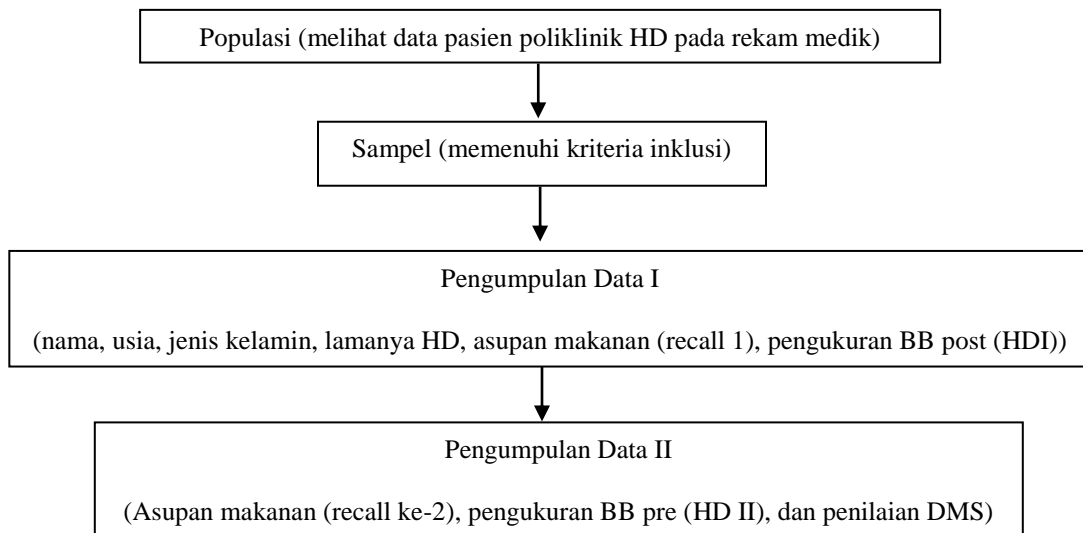 Populasi (melihat data pasien poliklinik HD pada rekam medik)
Sampel (memenuhi kriteria inklusi)
Pengumpulan Data I
(nama, usia, jenis kelamin, lamanya HD, asupan makanan (recall 1), pengukuran BB post (HDI))
Pengumpulan Data II
(Asupan makanan (recall ke-2), pengukuran BB pre (HD II), dan penilaian DMS)